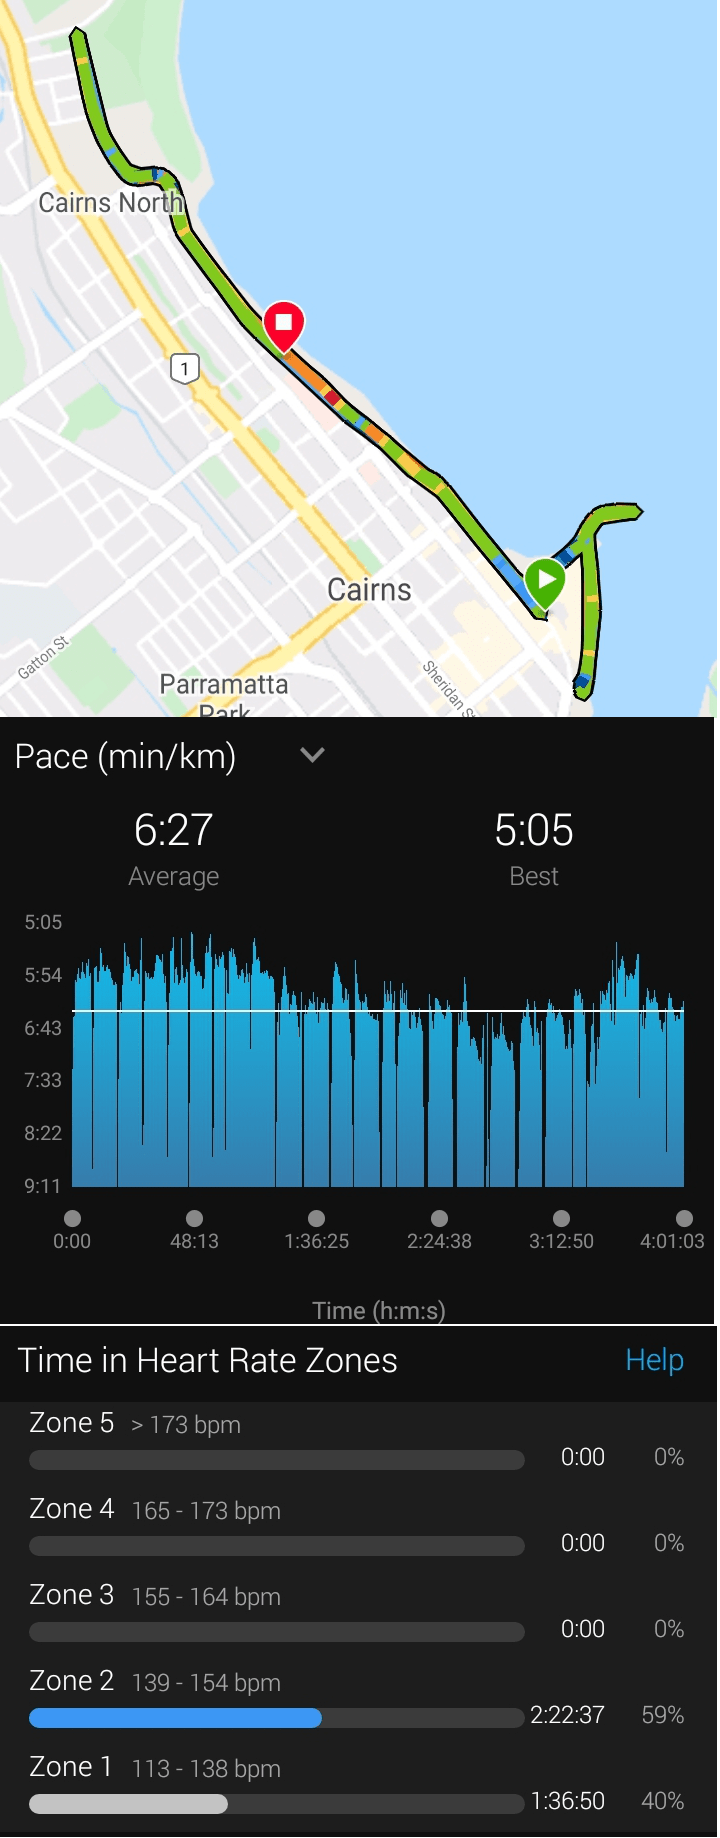 Cairns North
1
Cairns
Gatton St
Parramatta
Park
Sheridan St
Pace (min/km)
6:27
5:05
Average
Best
5:05
5:54
6:43
7:33
8:22
9:11
0:00
48:13
1:36:25
2:24:38
3:12:50
4:01:03
Time (h:m:s)
Time in Heart Rate Zones
Help
Zone 5 > 173 bpm
0:00 0%
Zone 4 165 - 173 bpm
0:00 0%
Zone 3 155 - 164 bpm
0:00 0%
Zone 2 139 - 154 bpm
2:22:37 59%
Zone 1 113 - 138 bpm
1:36:50 40%